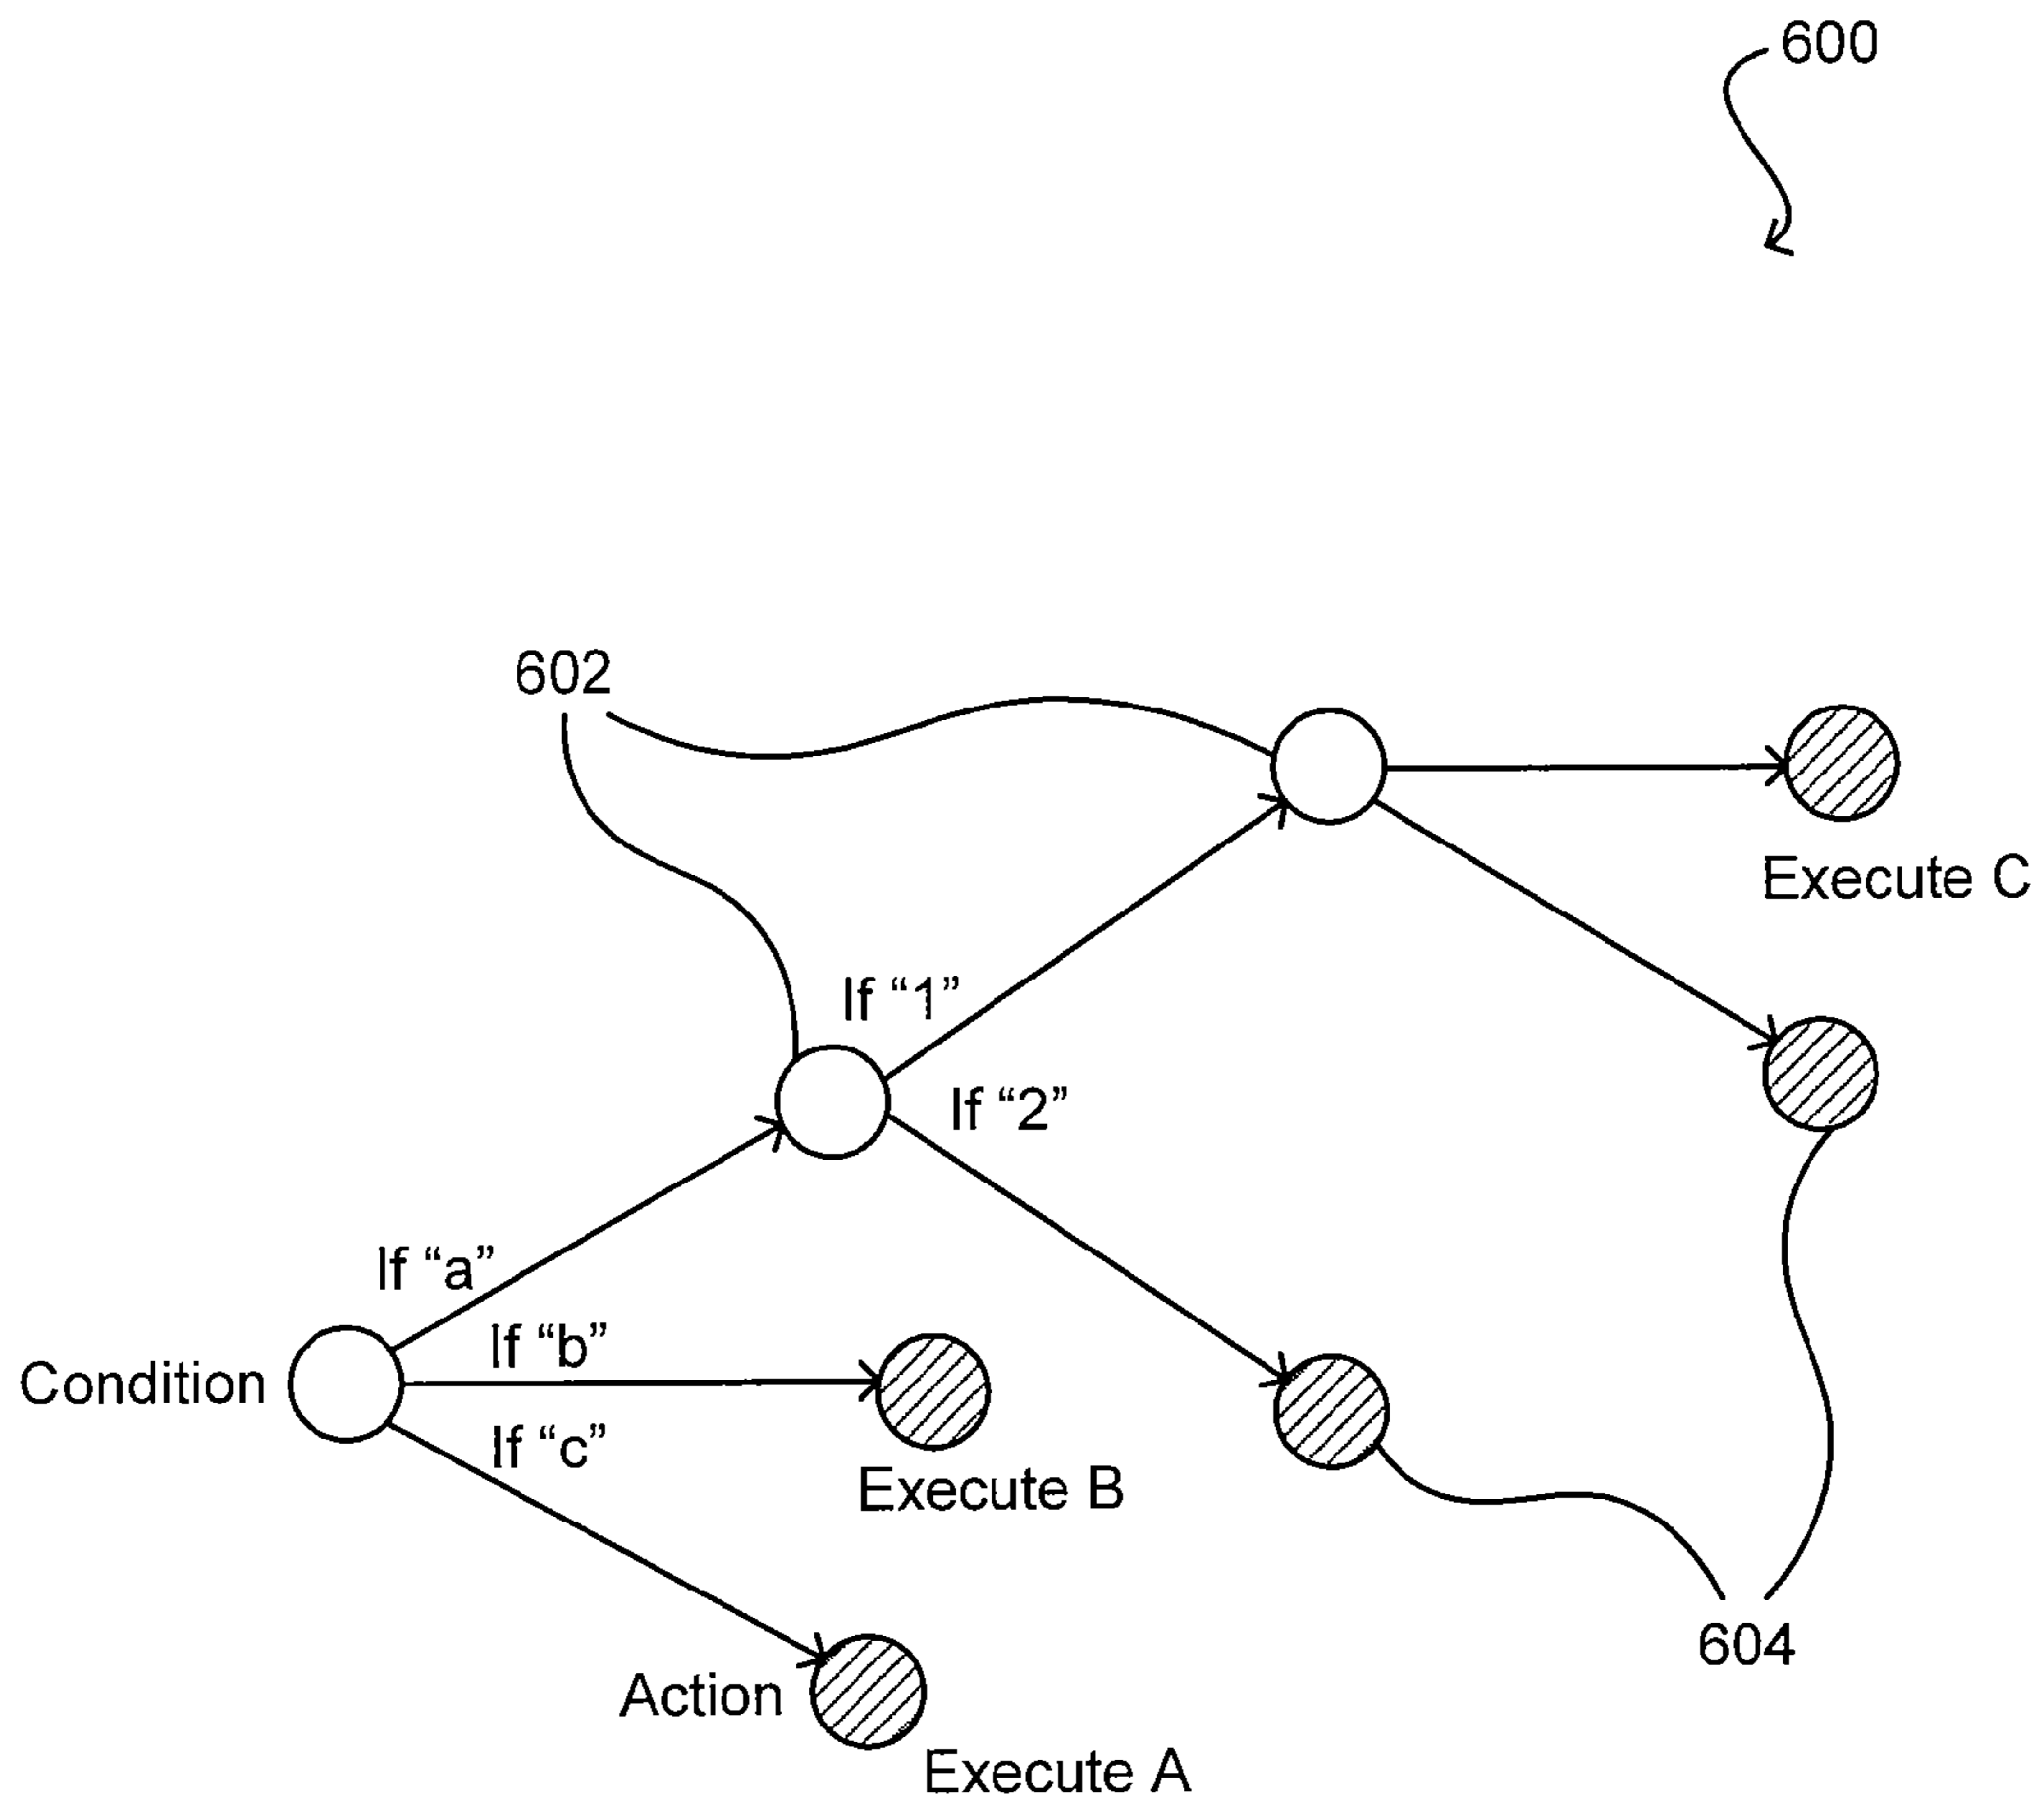 600
602
Execute C
If “1”
If “2”
If “a”
If “b”
Condition
If “c”
Execute B
604
Action
Execute A